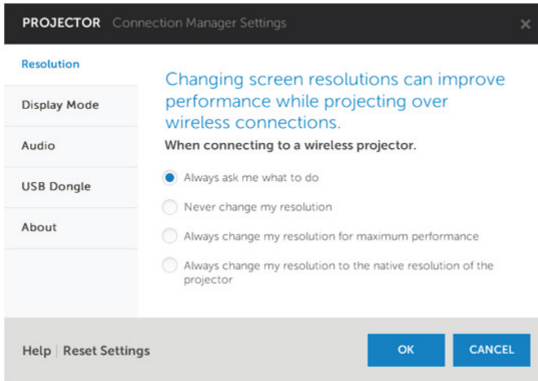 PROJECTOR Connection Manager Settings
Resolution
Display Mode
Audio
USB Dongle
About
Changing screen resolutions can improve
performance while projecting over
wireless connections.
When connecting to a wireless projector.
Always ask me what to do
Never change my resolution
Always change my resolution for maximum performance
Always change my resolution to the native resolution of the
projector
Help | Reset Settings
OK
CANCEL